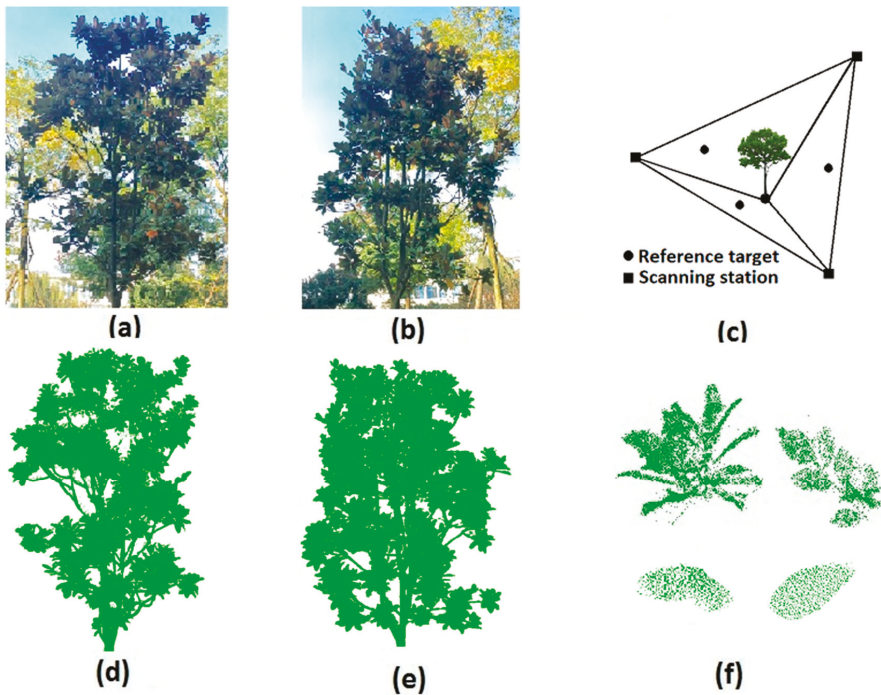 Reference target
Scanning station
(a)
(b)
(c)
(d)
(e)
(f)